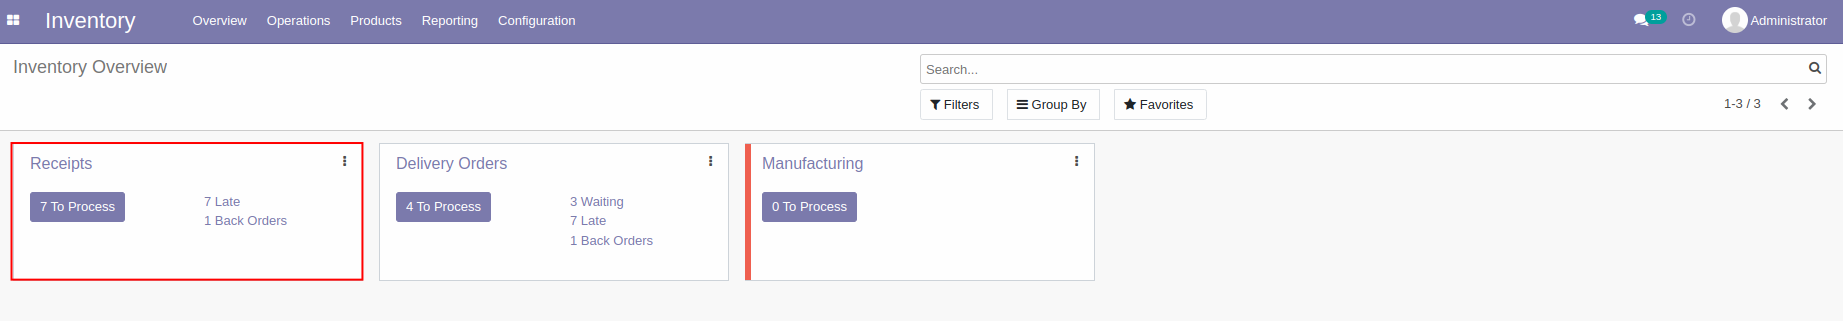 Inventory Overview Operations Products Reporting Configuration 13 Administrator
Inventory Overview
Search...
Filters Group By Favorites 1-3 / 3
Receipts
7 To Process
7 Late
1 Back Orders
Delivery Orders
4 To Process
3 Waiting
7 Late
1 Back Orders
Manufacturing
0 To Process